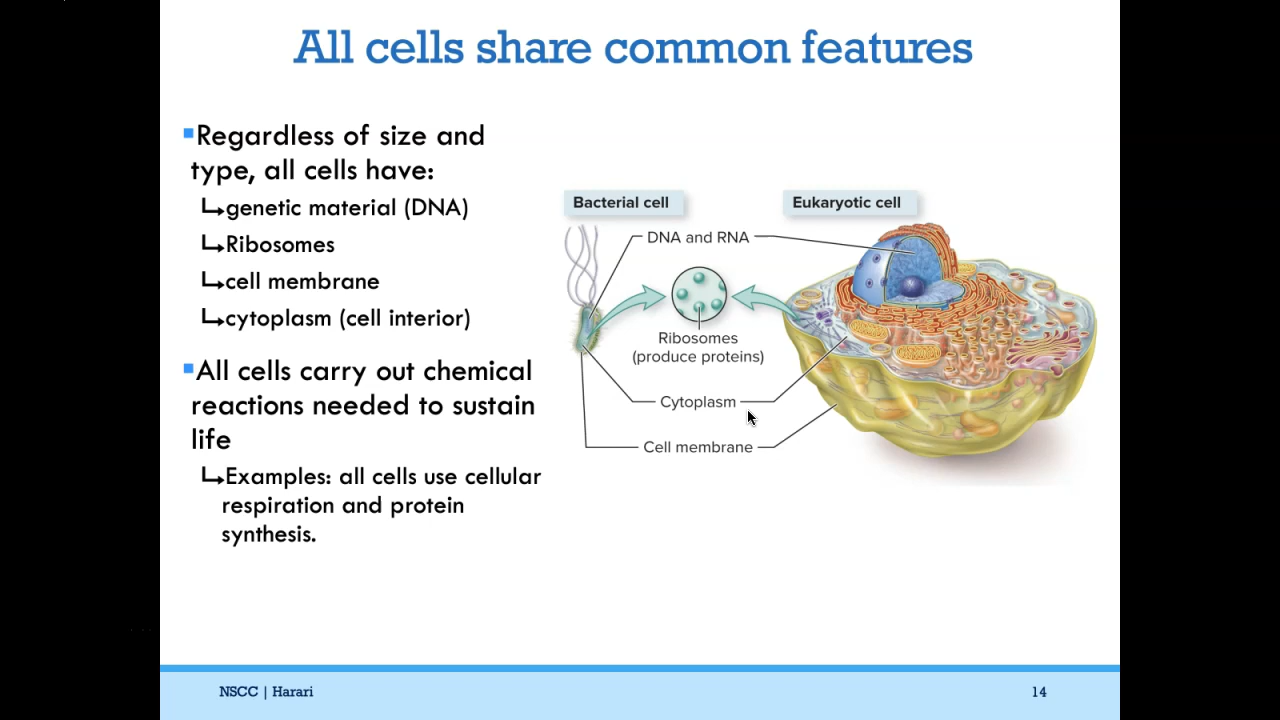 All cells share common features
Regardless of size and
type, all cells have:
genetic material (DNA)
Ribosomes
cell membrane
cytoplasm (cell interior)
All cells carry out chemical
reactions needed to sustain
life
Examples: all cells use cellular
respiration and protein
synthesis.
Bacterial cell
Eukaryotic cell
DNA and RNA
Ribosomes
(produce proteins)
Cytoplasm
Cell membrane
NSCC | Harari
14